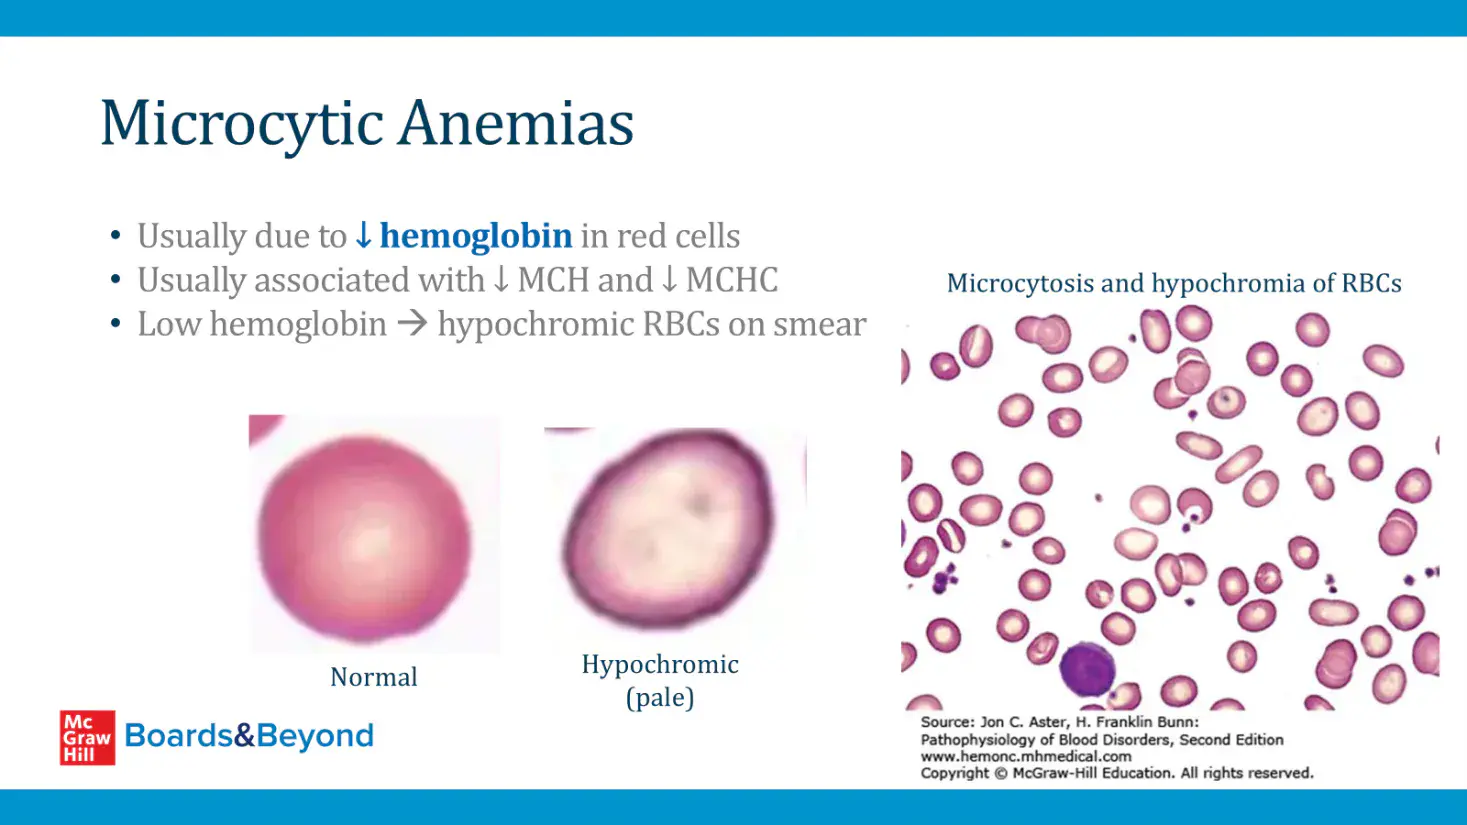 Microcytic Anemias
• Usually due to ↓ hemoglobin in red cells
• Usually associated with ↓ MCH and ↓ MCHC
• Low hemoglobin → hypochromic RBCs on smear
Microcytosis and hypochromia of RBCs
Normal
Hypochromic
(pale)
Mc
Graw
Hill
Boards&Beyond
Source: Jon C. Aster, H. Franklin Bunn:
Pathophysiology of Blood Disorders, Second Edition
www.hemonc.mhmedical.com
Copyright © McGraw-Hill Education. All rights reserved.